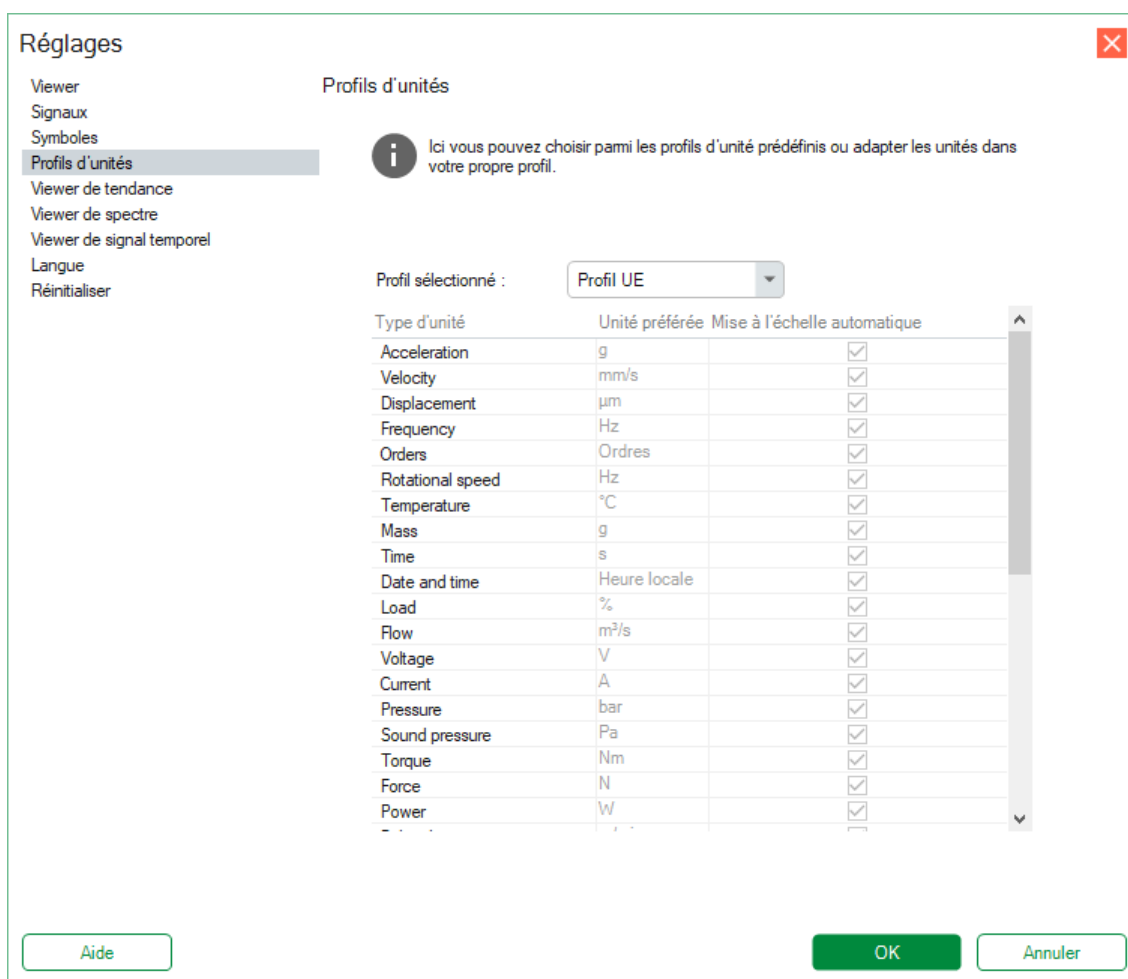 Réglages
Viewer
Signaux
Symboles
Profils d'unités
Viewer de tendance
Viewer de spectre
Viewer de signal temporel
Langue
Réinitialiser
Profils d'unités
Ici vous pouvez choisir parmi les profils d'unité prédéfinis ou adapter les unités dans
votre propre profil.
Profil sélectionné : Profil UE
Type d'unité Unité préférée Mise à l'échelle automatique
Acceleration g
Velocity mm/s
Displacement µm
Frequency Hz
Orders Ordres
Rotational speed Hz
Temperature °C
Mass g
Time s
Date and time Heure locale
Load %
Flow m³/s
Voltage V
Current A
Pressure bar
Sound pressure Pa
Torque Nm
Force N
Power W
Aide OK Annuler